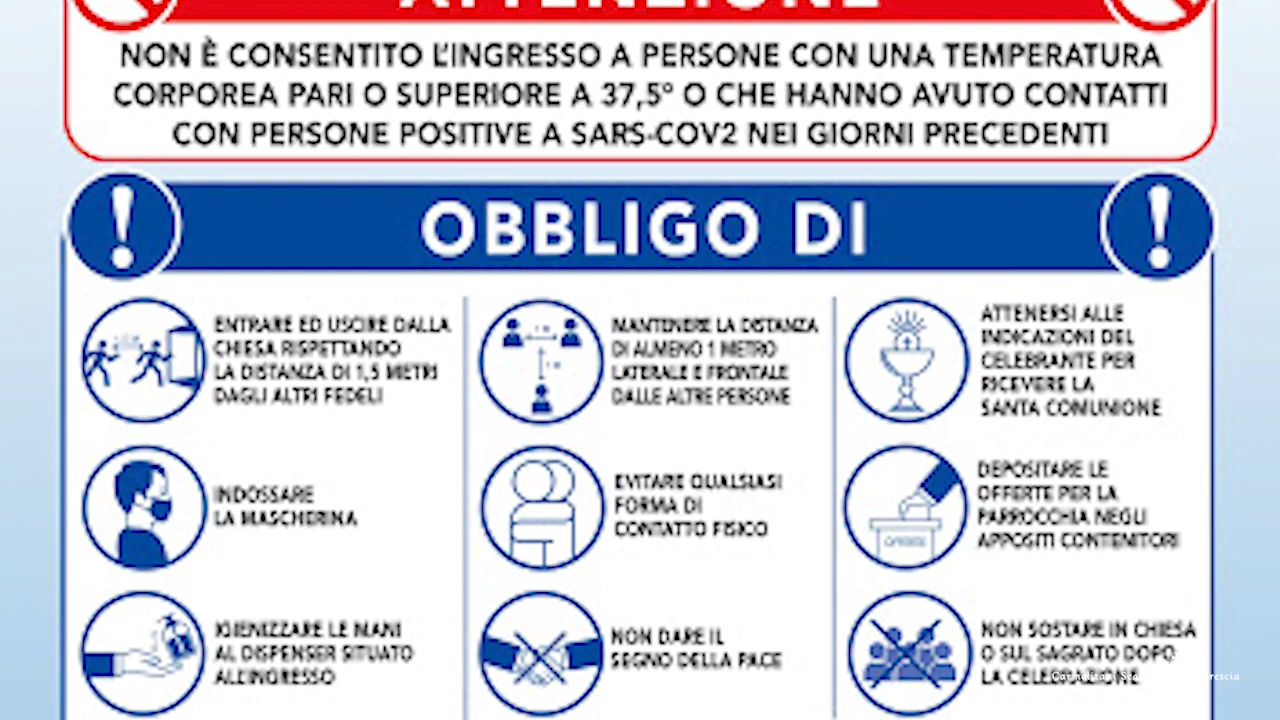 ATTENZIONE
NON È CONSENTITO L'INGRESSO A PERSONE CON UNA TEMPERATURA
CORPOREA PARI O SUPERIORE A 37,5° O CHE HANNO AVUTO CONTATTI
CON PERSONE POSITIVE A SARS-COV2 NEI GIORNI PRECEDENTI
OBBLIGO DI
ENTRARE ED USCIRE DALLA
CHIESA RISPETTANDO
LA DISTANZA DI 1,5 METRI
DAGLI ALTRI FEDELI
MANTENERE LA DISTANZA
DI ALMENO 1 METRO
LATERALE E FRONTALE
DALLE ALTRE PERSONE
ATTENERSI ALLE
INDICAZIONI DEL
CELEBRANTE PER
RICEVERE LA
SANTA COMUNIONE
INDOSSARE
LA MASCHERINA
EVITARE QUALSIASI
FORMA DI
CONTATTO FISICO
DEPOSITARE LE
OFFERTE PER LA
PARROCCHIA NEGLI
APPOSITI CONTENITORI
OFFERTE
IGIENIZZARE LE MANI
AL DISPENSER SITUATO
ALL'INGRESSO
NON DARE IL
SEGNO DELLA PACE
NON SOSTARE IN CHIESA
O SUL SAGRATO DOPO
LA CELEBRAZIONE
Carmelitani